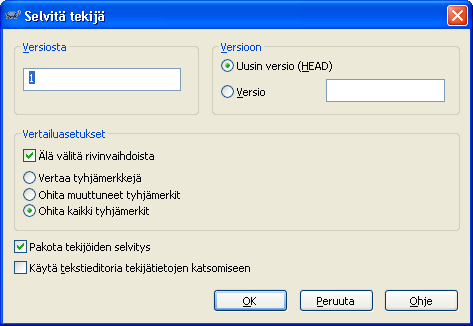 Selvitä tekijä
Versiosta
1
Versioon
Uusin versio (HEAD)
Versio
Vertailuasetukset
Älä välitä rivinvaihdoista
Vertaa tyhjämerkkejä
Ohita muuttuneet tyhjämerkit
Ohita kaikki tyhjämerkit
Pakota tekijöiden selvitys
Käytä tekstieditoria tekijätietojen katsomiseen
OK Peruuta Ohje